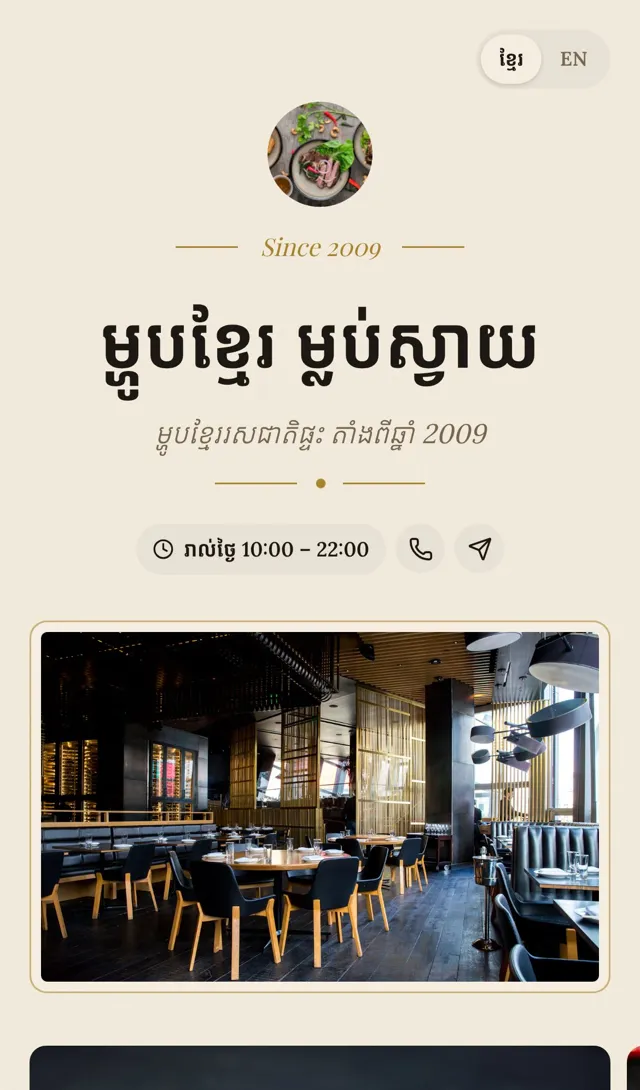 ខ្មែរ EN
Since 2009
ម្ហូបខ្មែរ ម្លប់ស្វាយ
ម្ហូបខ្មែររសជាតិផ្ទះ តាំងពីឆ្នាំ 2009
រាល់ថ្ងៃ 10:00 – 22:00